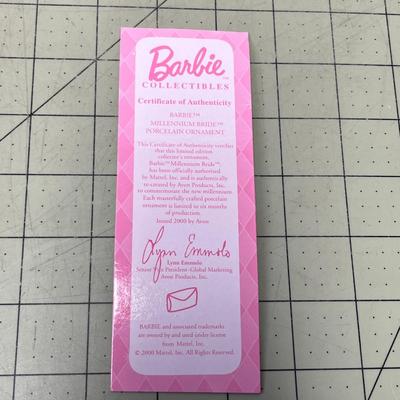 Barbie™
COLLECTIBLES
Certificate of Authenticity
BARBIE™
MILLENNIUM BRIDE™
PORCELAIN ORNAMENT
This Certificate of Authenticity verifies
that this limited edition
collector's ornament,
Barbie™ Millennium Bride™,
has been officially authorized
by Mattel, Inc. and is authentically
re-created by Avon Products, Inc.
to commemorate the new millennium.
Each masterfully crafted porcelain
ornament is limited to six months
of production.
Issued 2000 by Avon
Lynn Emmolo
Lynn Emmolo
Senior Vice President-Global Marketing
Avon Products, Inc.
BARBIE and associated trademarks
are owned by and used under license
from Mattel, Inc.
© 2000 Mattel, Inc. All Rights Reserved.